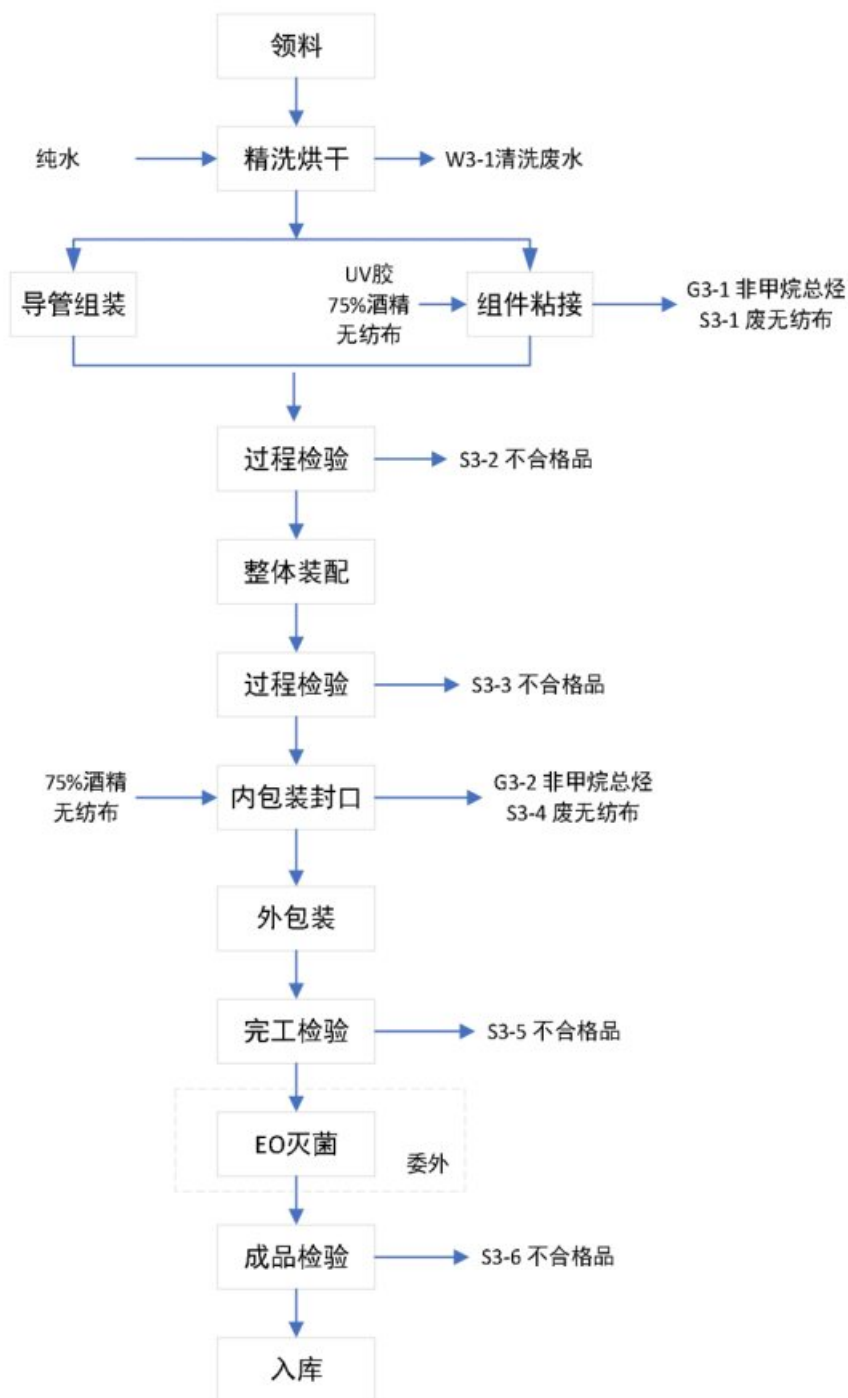 领料
纯水
精洗烘干
W3-1清洗废水
导管组装
UV胶
75%酒精
无纺布
组件粘接
G3-1 非甲烷总烃
S3-1 废无纺布
过程检验
S3-2 不合格品
整体装配
过程检验
S3-3 不合格品
75%酒精
无纺布
内包装封口
G3-2 非甲烷总烃
S3-4 废无纺布
外包装
完工检验
S3-5 不合格品
EO灭菌
委外
成品检验
S3-6 不合格品
入库